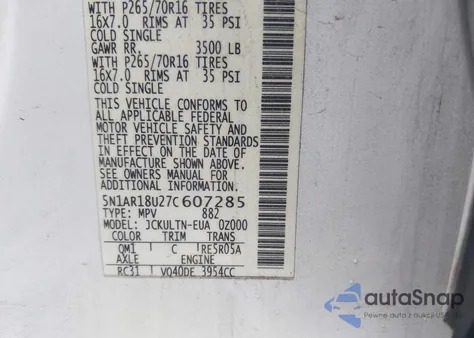 WITH P265/70R16 TIRES
16X7.0 RIMS AT 35 PSI
COLD SINGLE
GAWR RR. 3500 LB
WITH P265/70R16 TIRES
16X7.0 RIMS AT 35 PSI
COLD SINGLE
THIS VEHICLE CONFORMS TO
ALL APPLICABLE FEDERAL
MOTOR VEHICLE SAFETY AND
THEFT PREVENTION STANDARDS
IN EFFECT ON THE DATE OF
MANUFACTURE SHOWN ABOVE.
SEE OWNERS MANUAL FOR
ADDITIONAL INFORMATION.
5N1AR18U27C607285
TYPE: MPV 882
MODEL: JCKULTN-EUA 0Z000
COLOR TRIM TRANS
QM1 C RE5R05A
AXLE ENGINE
RC31 VQ40DE 3954CC
autaSnap
Pewne auta z aukcji USA